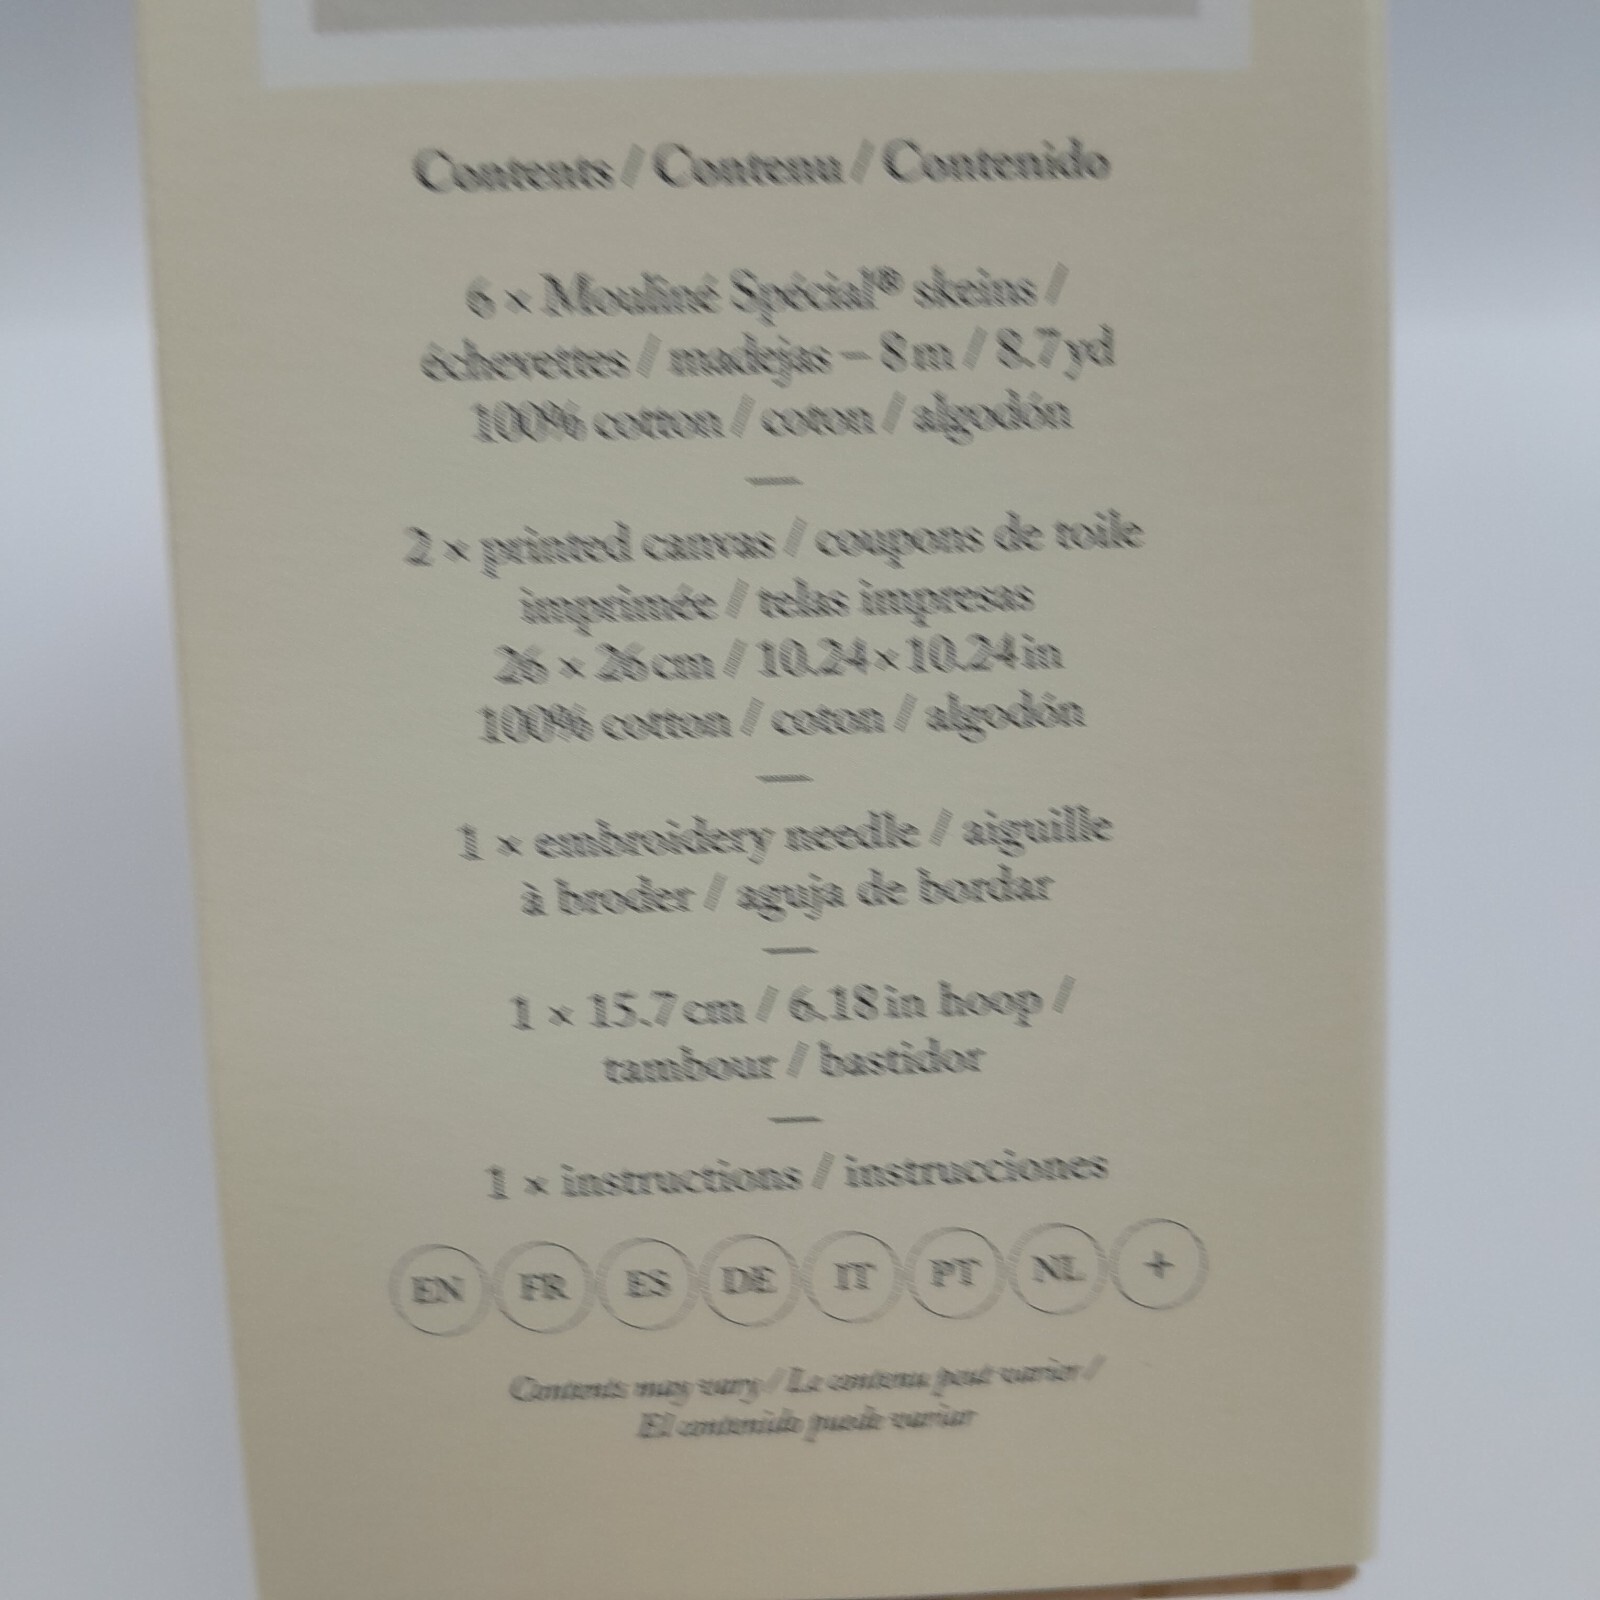 Contents / Contenu / Contenido
6 × Mouliné Spécial® skeins /
échevettes / madejas – 8 m / 8.7 yd
100% cotton / coton / algodón
—
2 × printed canvas / coupons de toile
imprimée / telas impresas
26 × 26 cm / 10.24 × 10.24 in
100% cotton / coton / algodón
—
1 × embroidery needle / aiguille
à broder / aguja de bordar
—
1 × 15.7 cm / 6.18 in hoop /
tambour / bastidor
—
1 × instructions / instrucciones
EN FR ES DE IT PT NL +
Contents may vary / Le contenu peut varier /
El contenido puede variar